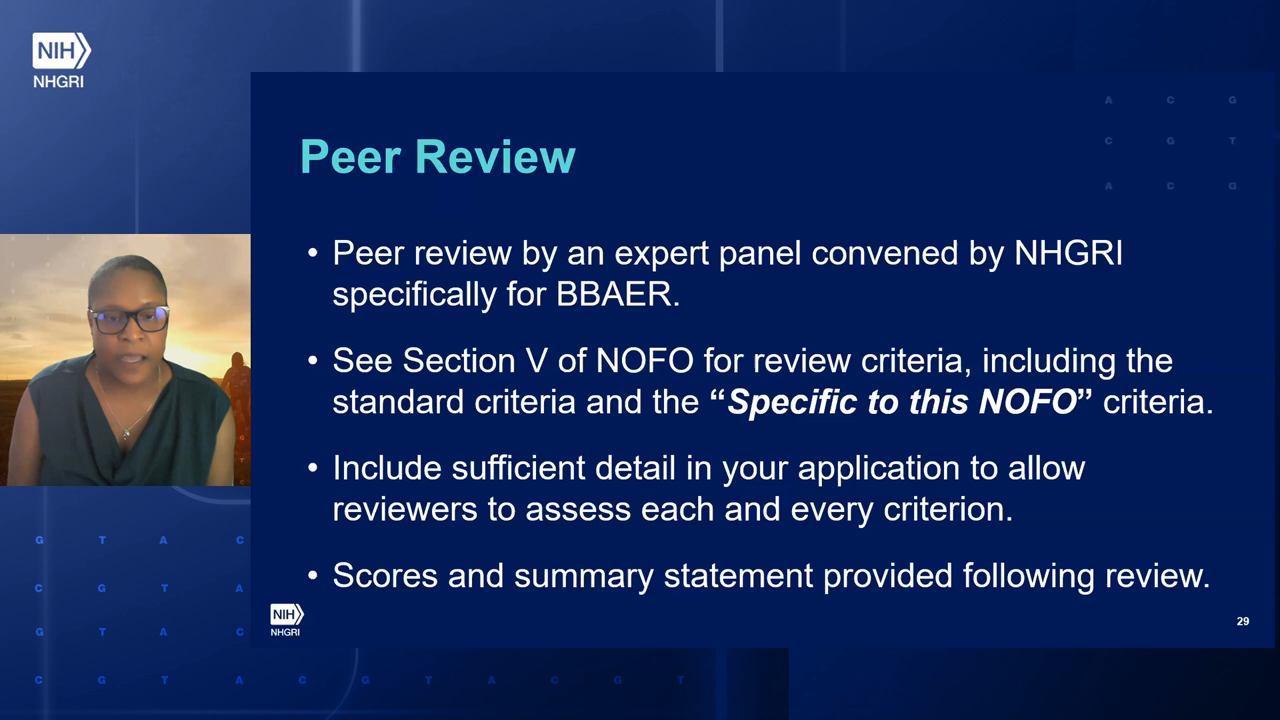 NIH
NHGRI
A C G
C G T
A C G
Peer Review
• Peer review by an expert panel convened by NHGRI
specifically for BBAER.
• See Section V of NOFO for review criteria, including the
standard criteria and the “Specific to this NOFO” criteria.
• Include sufficient detail in your application to allow
reviewers to assess each and every criterion.
• Scores and summary statement provided following review.
NIH
NHGRI
29
G T A C
C G T A
G T A C
C G T A C G T A C G T